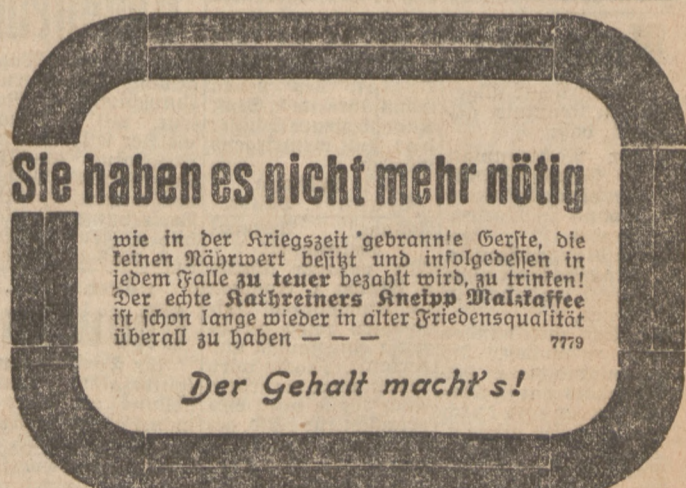 Sie haben es nicht mehr nötig
wie in der Kriegszeit gebrannte Gerste, die
keinen Nährwert besitzt und infolgedessen in
jedem Falle zu teuer bezahlt wird, zu trinken!
Der echte Kathreiners Kneipp Malzkaffee
ist schon lange wieder in alter Friedensqualität
überall zu haben — — — 7779
Der Gehalt macht's!